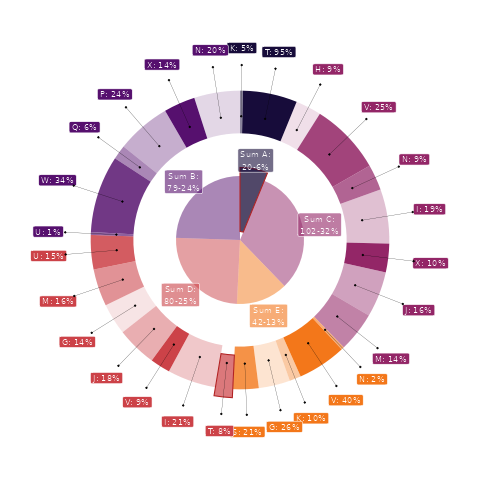 K: 5%
T: 95%
H: 9%
V: 25%
N: 9%
I: 19%
X: 10%
J: 16%
M: 14%
N: 2%
V: 40%
K: 10%
G: 26%
S: 21%
T: 8%
I: 21%
V: 9%
J: 18%
G: 14%
M: 16%
U: 15%
U: 1%
W: 34%
Q: 6%
P: 24%
X: 14%
N: 20%
Sum A:
20-6%
Sum C:
102-32%
Sum E:
42-13%
Sum D:
80-25%
Sum B:
79-24%